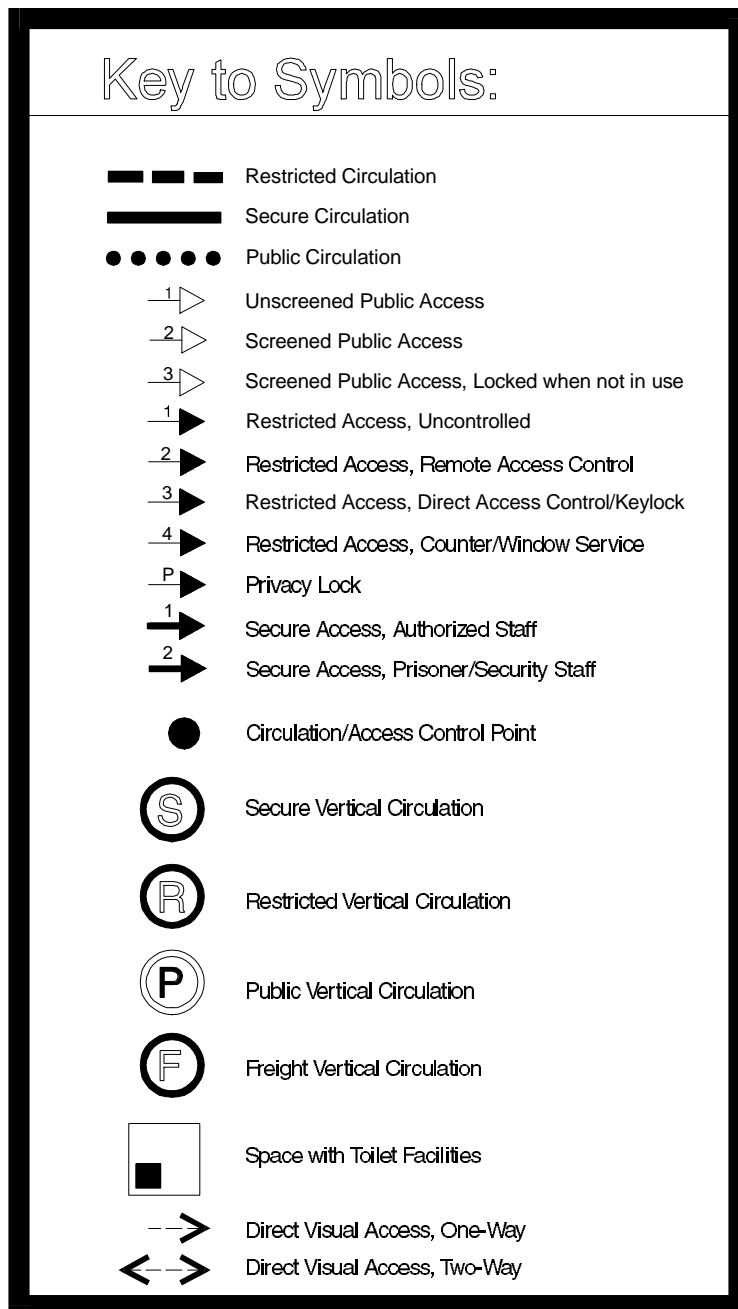 Key to Symbols:
Restricted Circulation
Secure Circulation
Public Circulation
1 Unscreened Public Access
2 Screened Public Access
3 Screened Public Access, Locked when not in use
1 Restricted Access, Uncontrolled
2 Restricted Access, Remote Access Control
3 Restricted Access, Direct Access Control/Keylock
4 Restricted Access, Counter/Window Service
P Privacy Lock
1 Secure Access, Authorized Staff
2 Secure Access, Prisoner/Security Staff
Circulation/Access Control Point
S Secure Vertical Circulation
R Restricted Vertical Circulation
P Public Vertical Circulation
F Freight Vertical Circulation
Space with Toilet Facilities
Direct Visual Access, One-Way
Direct Visual Access, Two-Way